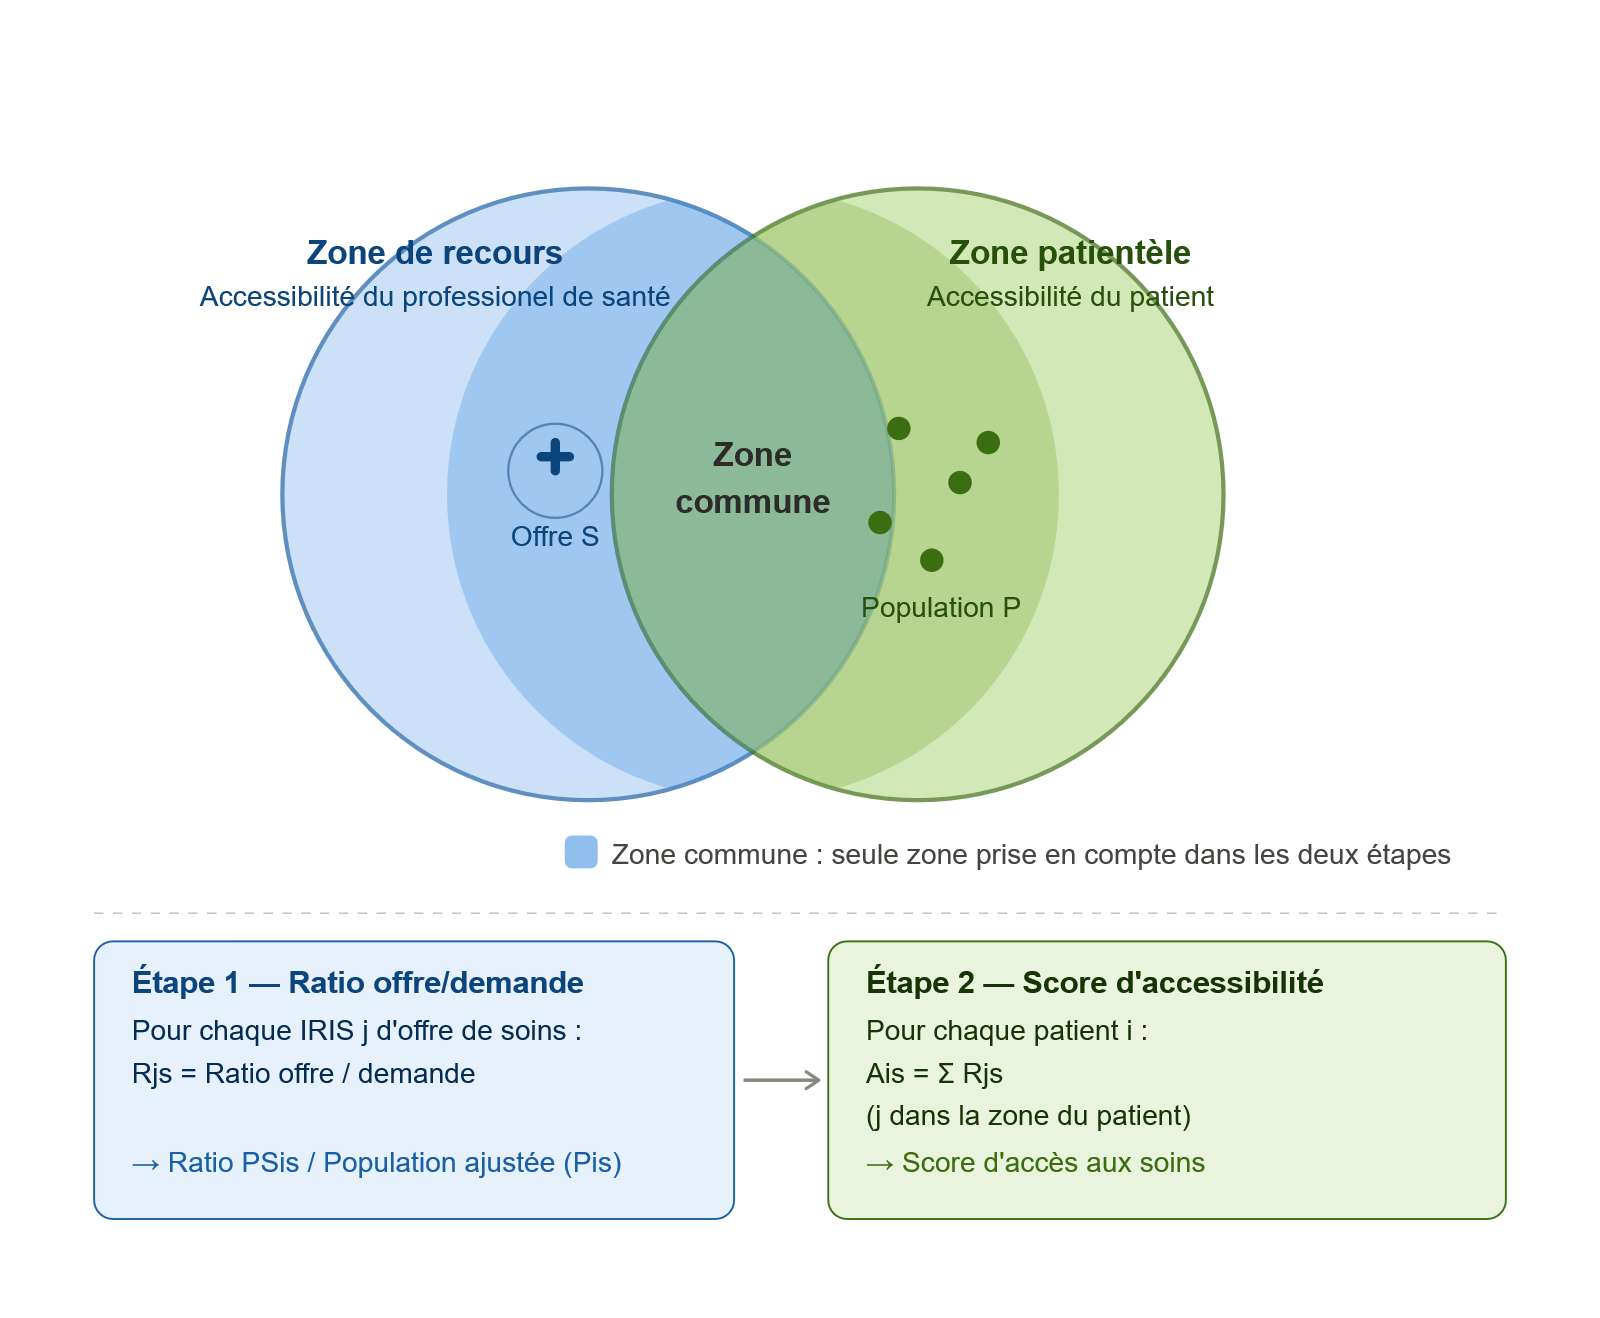 Zone de recours
Accessibilité du professionel de santé
Zone patientèle
Accessibilité du patient
Zone
commune
Offre S
Population P
Zone commune : seule zone prise en compte dans les deux étapes
Étape 1 — Ratio offre/demande
Pour chaque IRIS j d'offre de soins :
Rjs = Ratio offre / demande
→ Ratio PSis / Population ajustée (Pis)
Étape 2 — Score d'accessibilité
Pour chaque patient i :
Ais = Σ Rjs
(j dans la zone du patient)
→ Score d'accès aux soins